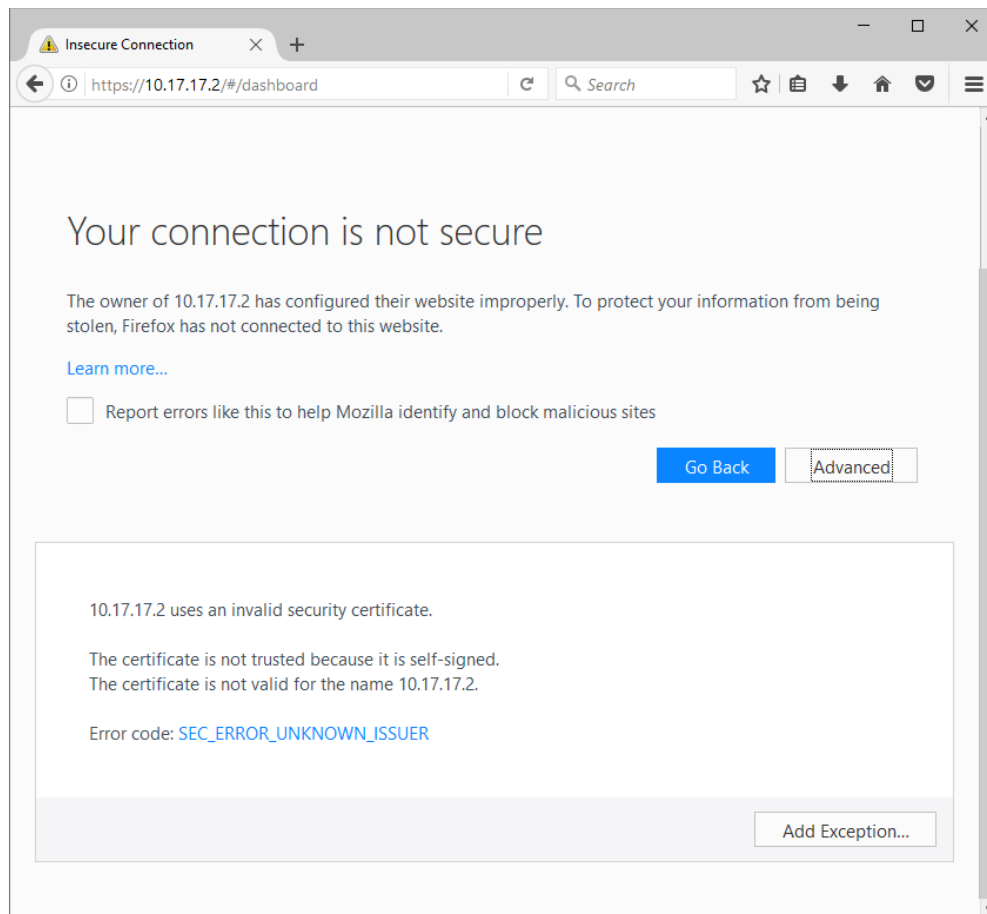 Insecure Connection
https://10.17.17.2/#/dashboard
Search
Your connection is not secure
The owner of 10.17.17.2 has configured their website improperly. To protect your information from being
stolen, Firefox has not connected to this website.
Learn more...
Report errors like this to help Mozilla identify and block malicious sites
Go Back
Advanced
10.17.17.2 uses an invalid security certificate.
The certificate is not trusted because it is self-signed.
The certificate is not valid for the name 10.17.17.2.
Error code: SEC_ERROR_UNKNOWN_ISSUER
Add Exception...